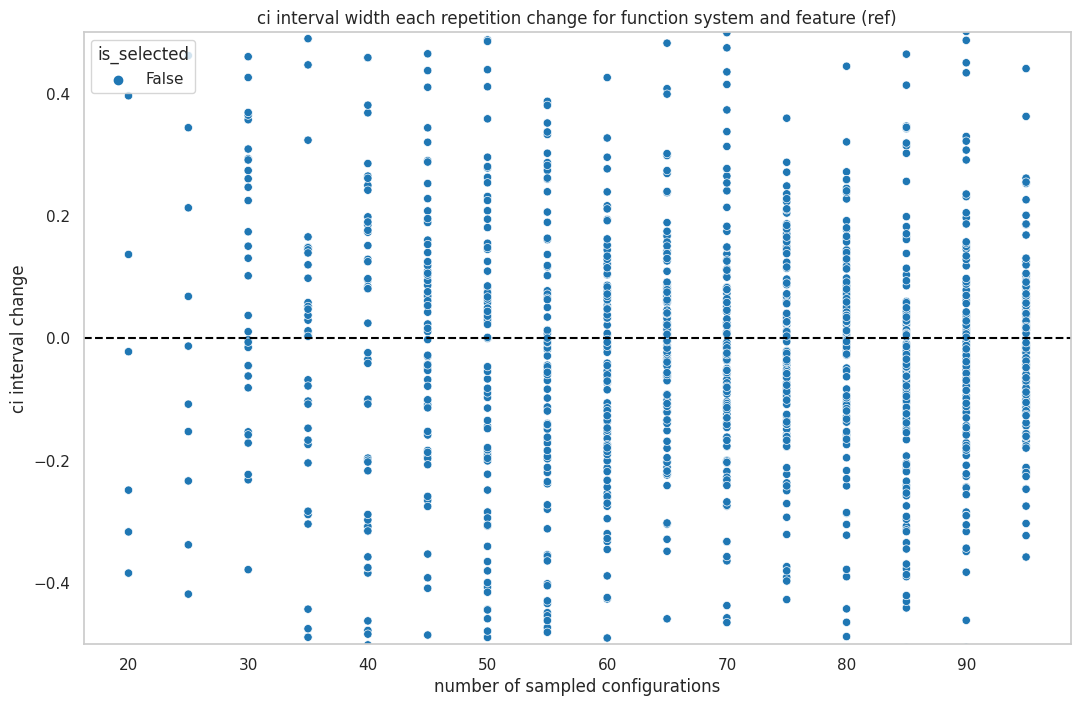 ci interval width each repetition change for function system and feature (ref)
is_selected
False
ci interval change
0.4
0.2
0.0
−0.2
−0.4
20 30 40 50 60 70 80 90
number of sampled configurations